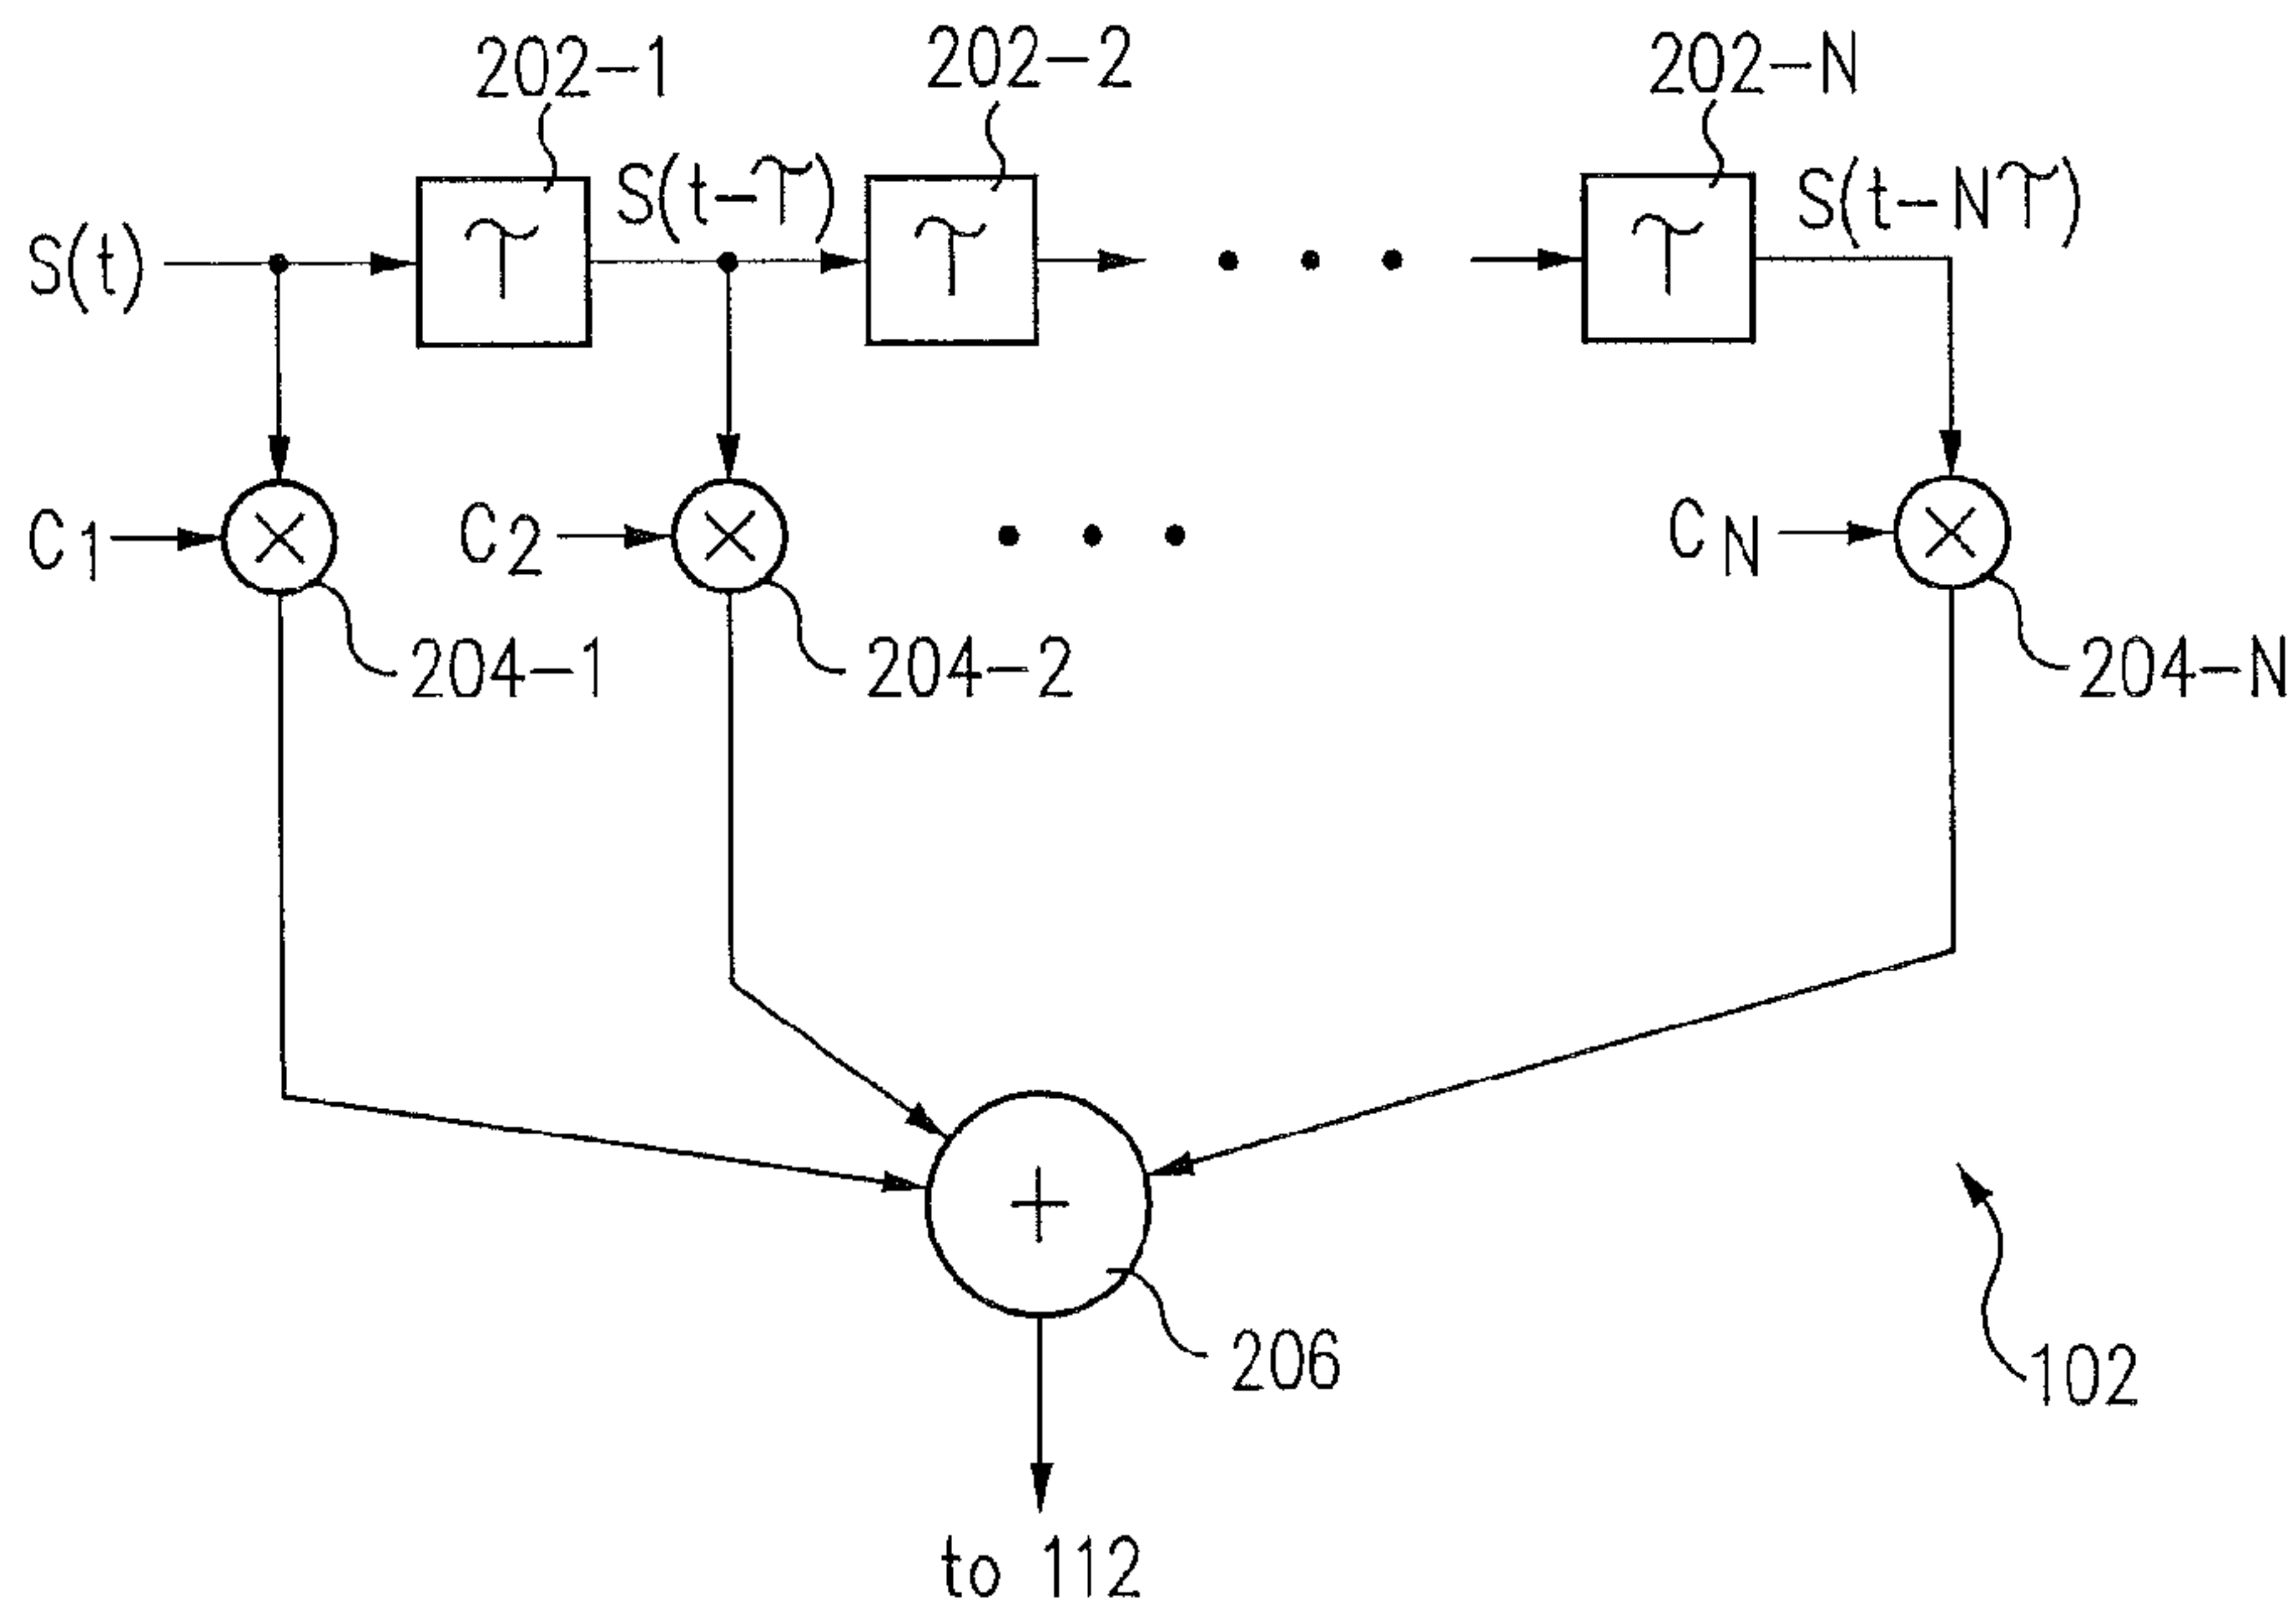 202-1
202-2
202-N
S(t)
τ
S(t-τ)
τ
τ
S(t-Nτ)
C1
×
C2
×
CN
×
204-1
204-2
204-N
+
206
102
to 112